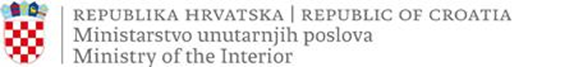 REPUBLIKA HRVATSKA | REPUBLIC OF CROATIA
Ministarstvo unutarnjih poslova
Ministry of the Interior